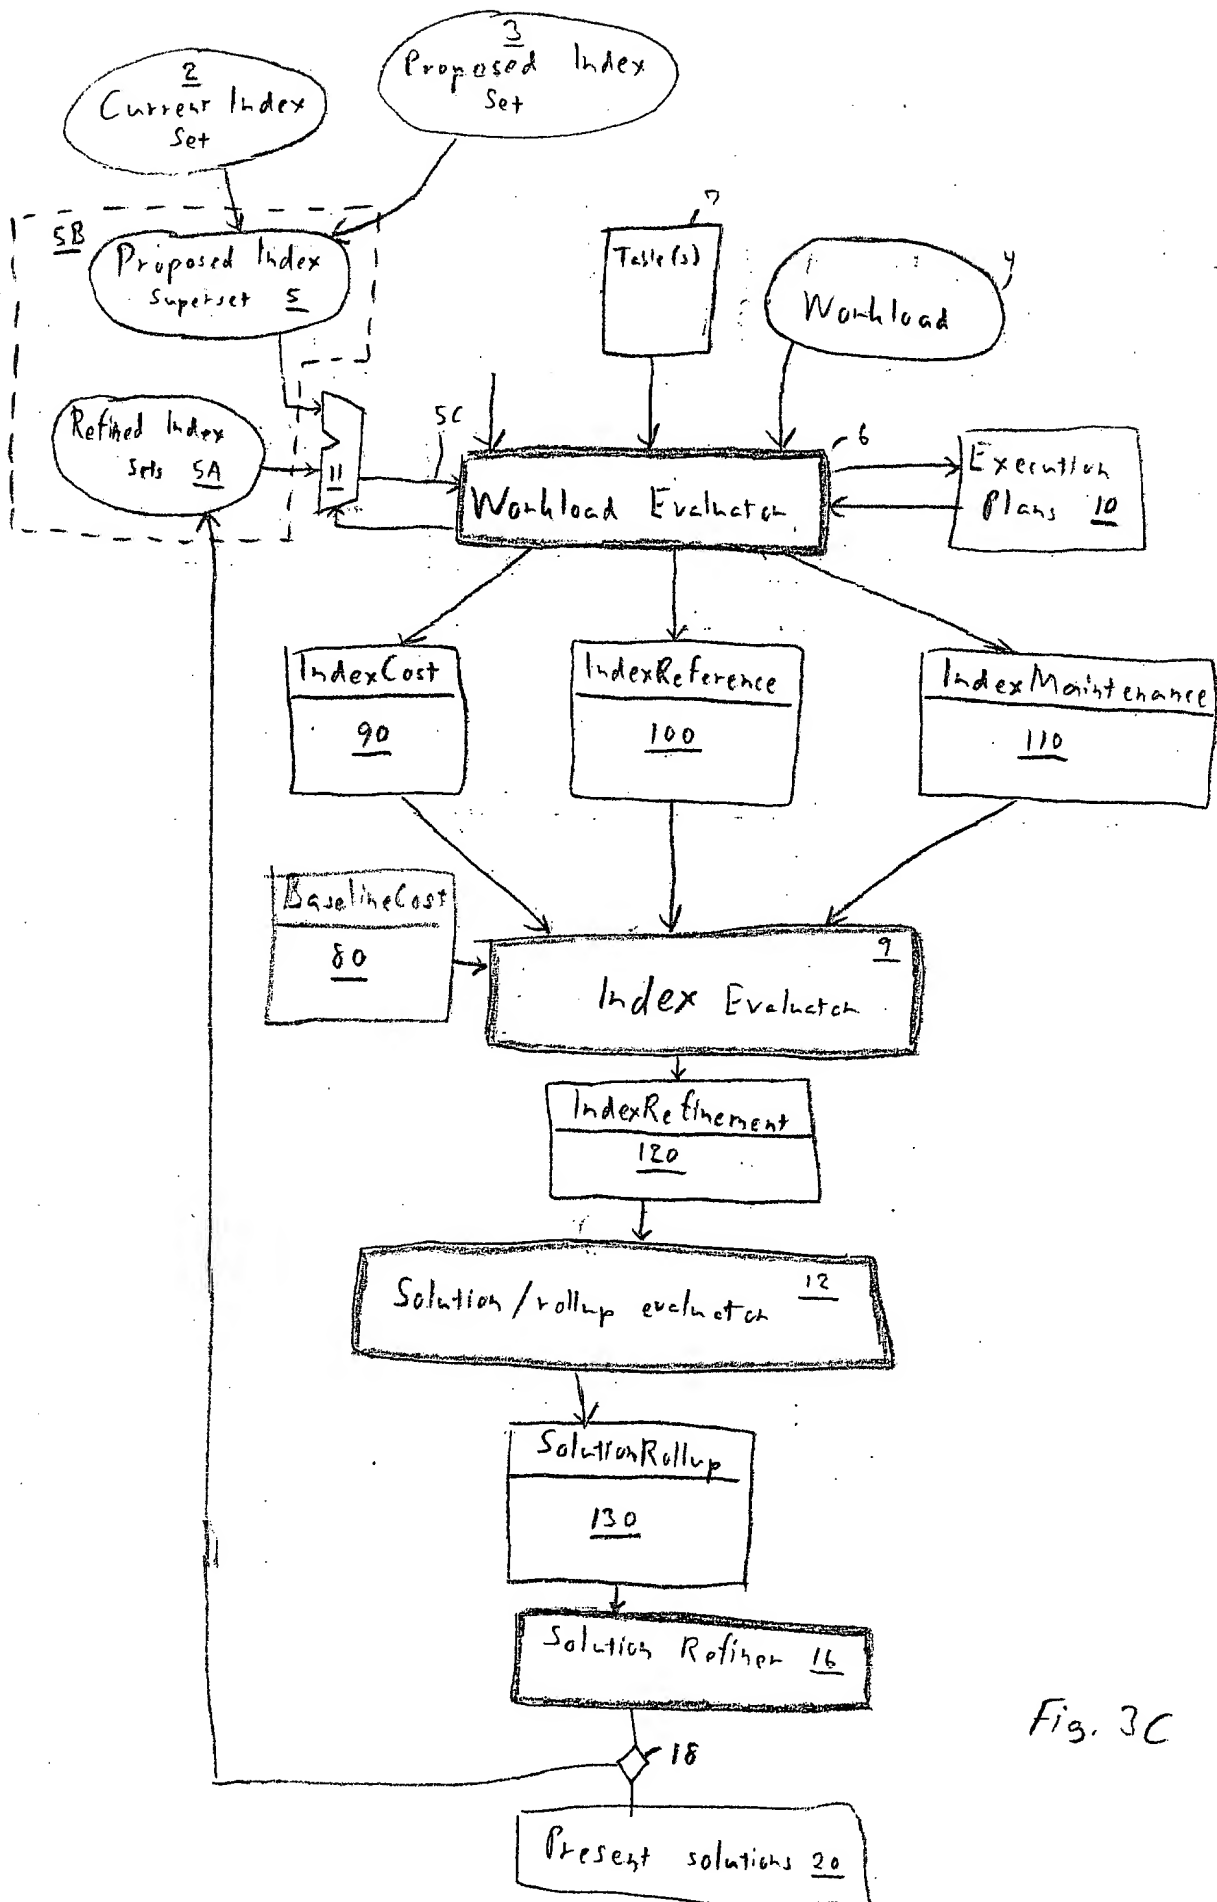 3
Proposed Index
Set
2
Current Index
Set
5B
Proposed Index
Superset 5
7
Table(s)
4
Workload
Refined Index
Sets 5A
11
5C
6
Workload Evaluator
Execution
Plans 10
IndexCost
90
IndexReference
100
IndexMaintenance
110
BaselineCost
80
9
Index Evaluator
IndexRefinement
120
Solution/rollup evaluator 12
SolutionRollup
130
Solution Refiner 16
18
Present solutions 20
Fig. 3C